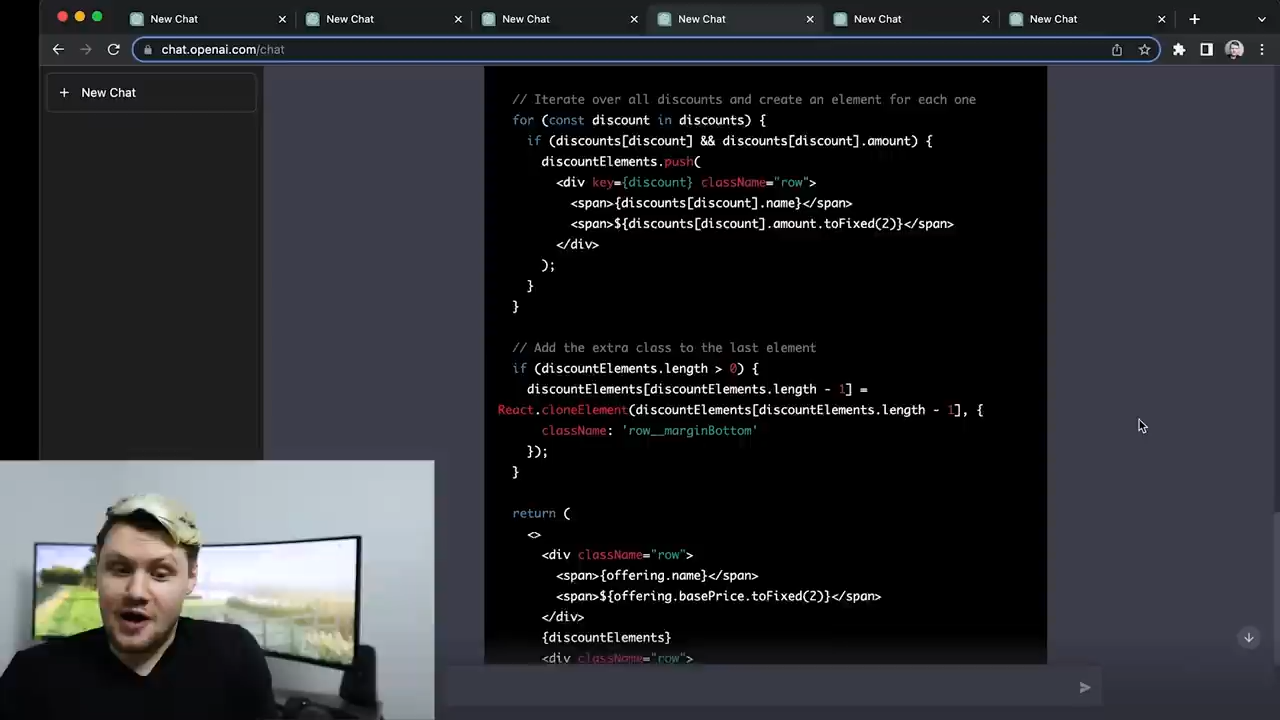 New Chat New Chat New Chat New Chat New Chat New Chat
chat.openai.com/chat
+ New Chat
// Iterate over all discounts and create an element for each one
for (const discount in discounts) {
if (discounts[discount] && discounts[discount].amount) {
discountElements.push(
<div key={discount} className="row">
<span>{discounts[discount].name}</span>
<span>${discounts[discount].amount.toFixed(2)}</span>
</div>
);
}
}
// Add the extra class to the last element
if (discountElements.length > 0) {
discountElements[discountElements.length - 1] =
React.cloneElement(discountElements[discountElements.length - 1], {
className: 'row__marginBottom'
});
}
return (
<>
<div className="row">
<span>{offering.name}</span>
<span>${offering.basePrice.toFixed(2)}</span>
</div>
{discountElements}
<div className="row">